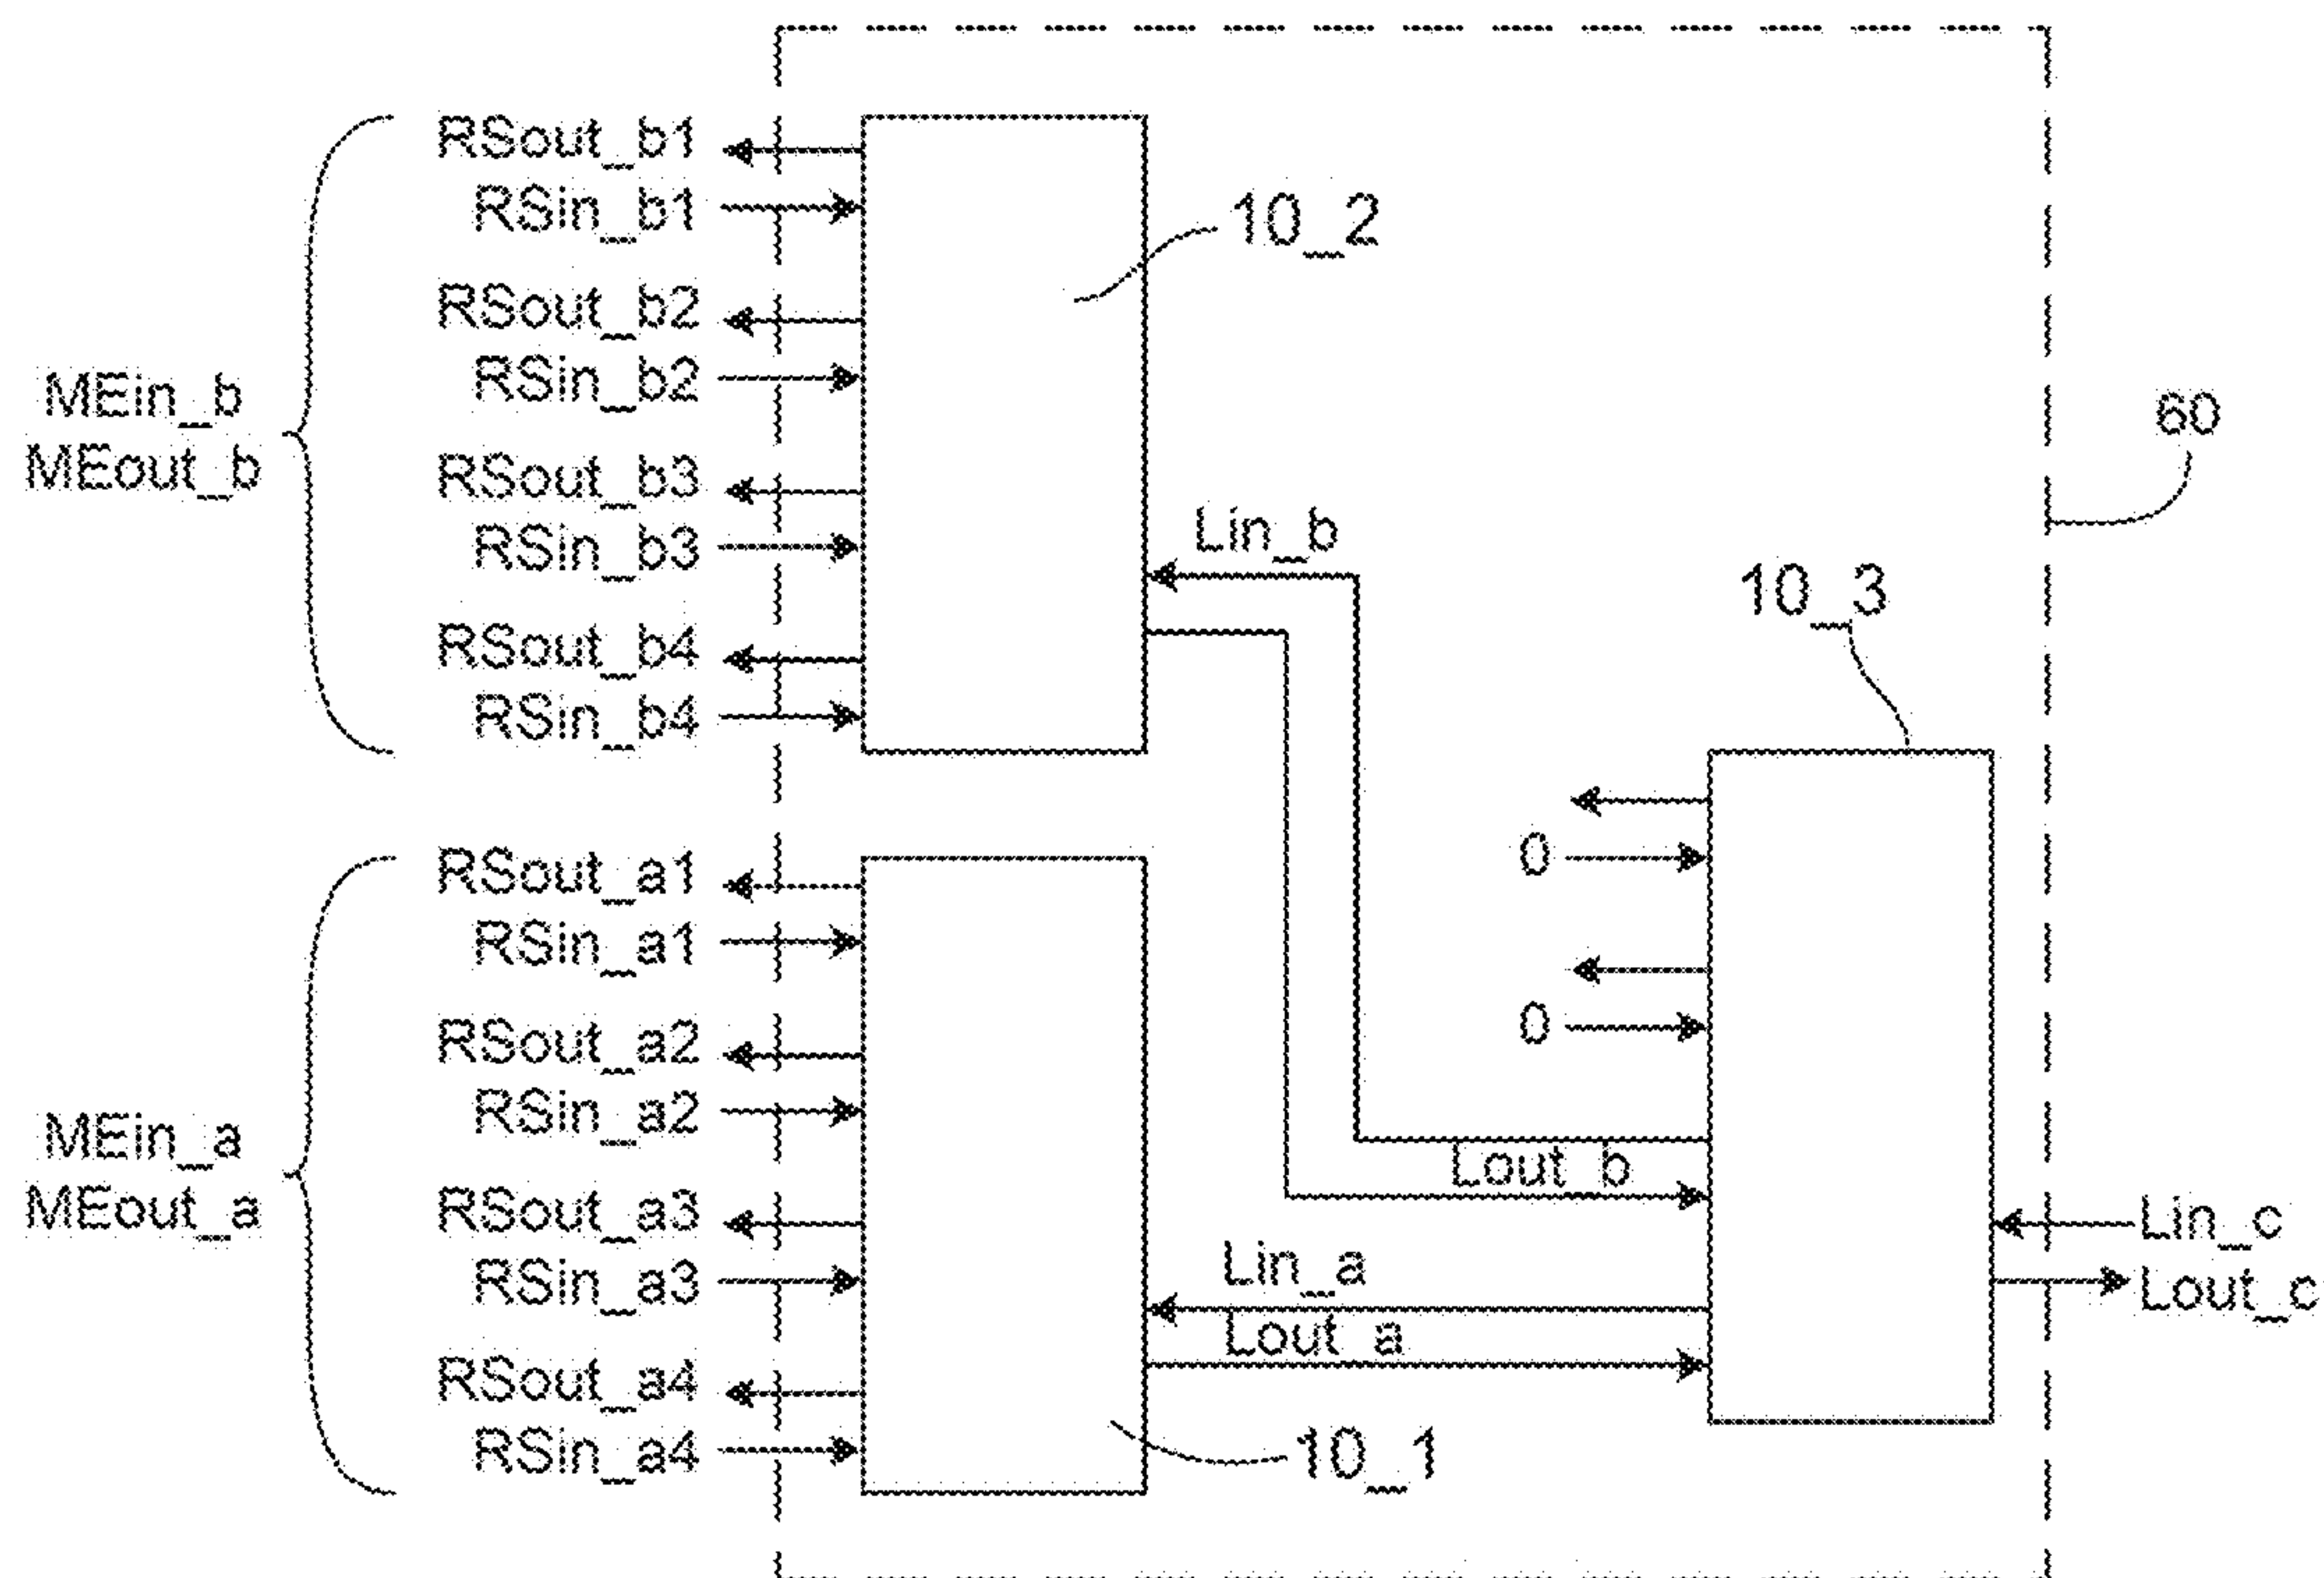 RSout_b1
RSin_b1
10_2
RSout_b2
RSin_b2
MEin_b
MEout_b
60
RSout_b3
RSin_b3
Lin_b
10_3
RSout_b4
RSin_b4
RSout_a1
RSin_a1
0
RSout_a2
RSin_a2
0
MEin_a
MEout_a
Lout_b
RSout_a3
RSin_a3
Lin_a
Lout_a
Lin_c
Lout_c
RSout_a4
RSin_a4
10_1